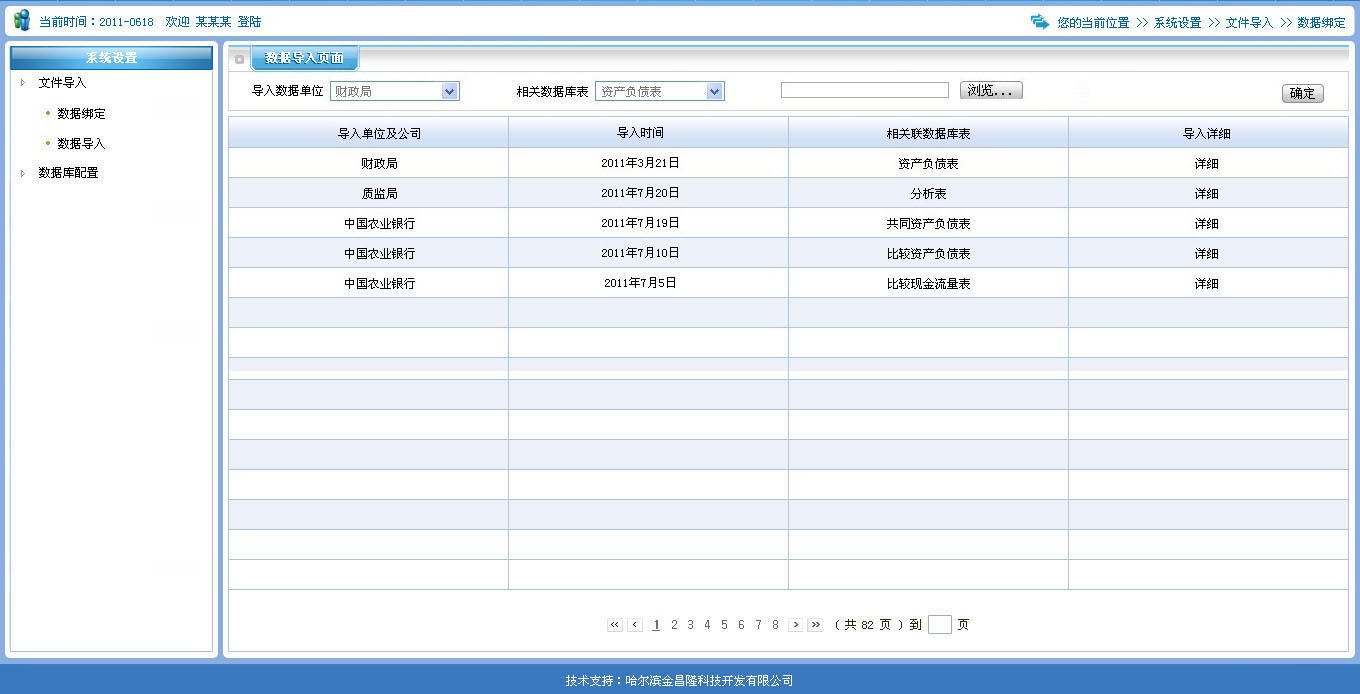 当前时间：2011-0618 欢迎 某某某 登陆 您的当前位置 >> 系统设置 >> 文件导入 >> 数据绑定
系统设置
文件导入
数据绑定
数据导入
数据库配置
数据导入页面
导入数据单位 财政局 相关数据库表 资产负债表 浏览... 确定
导入单位及公司 导入时间 相关联数据库表 导入详细
财政局 2011年3月21日 资产负债表 详细
质监局 2011年7月20日 分析表 详细
中国农业银行 2011年7月19日 共同资产负债表 详细
中国农业银行 2011年7月10日 比较资产负债表 详细
中国农业银行 2011年7月5日 比较现金流量表 详细
« ‹ 1 2 3 4 5 6 7 8 › » （ 共 82 页 ）到 页
技术支持：哈尔滨金昌隆科技开发有限公司